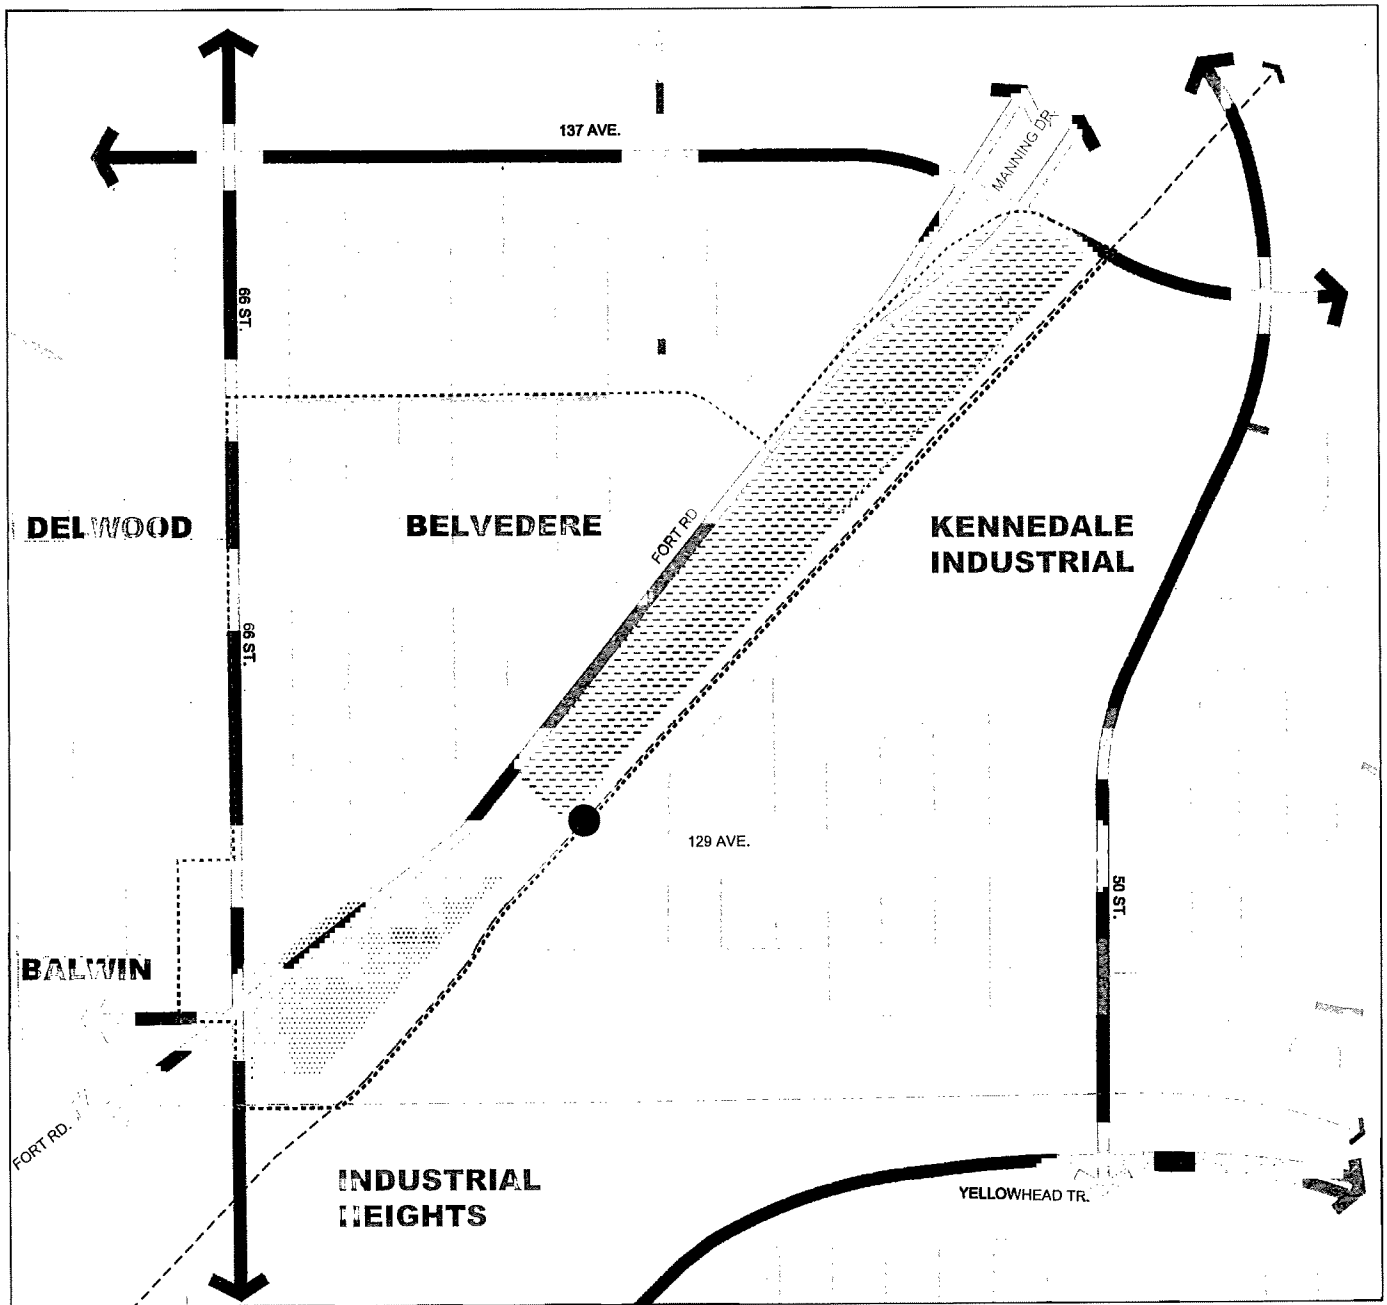 137 AVE.
MANNING DR.
66 ST.
DELWOOD
BELVEDERE
FORT RD
KENNEDALE
INDUSTRIAL
66 ST.
129 AVE.
50 ST.
BALWIN
FORT RD.
INDUSTRIAL
HEIGHTS
YELLOWHEAD TR.